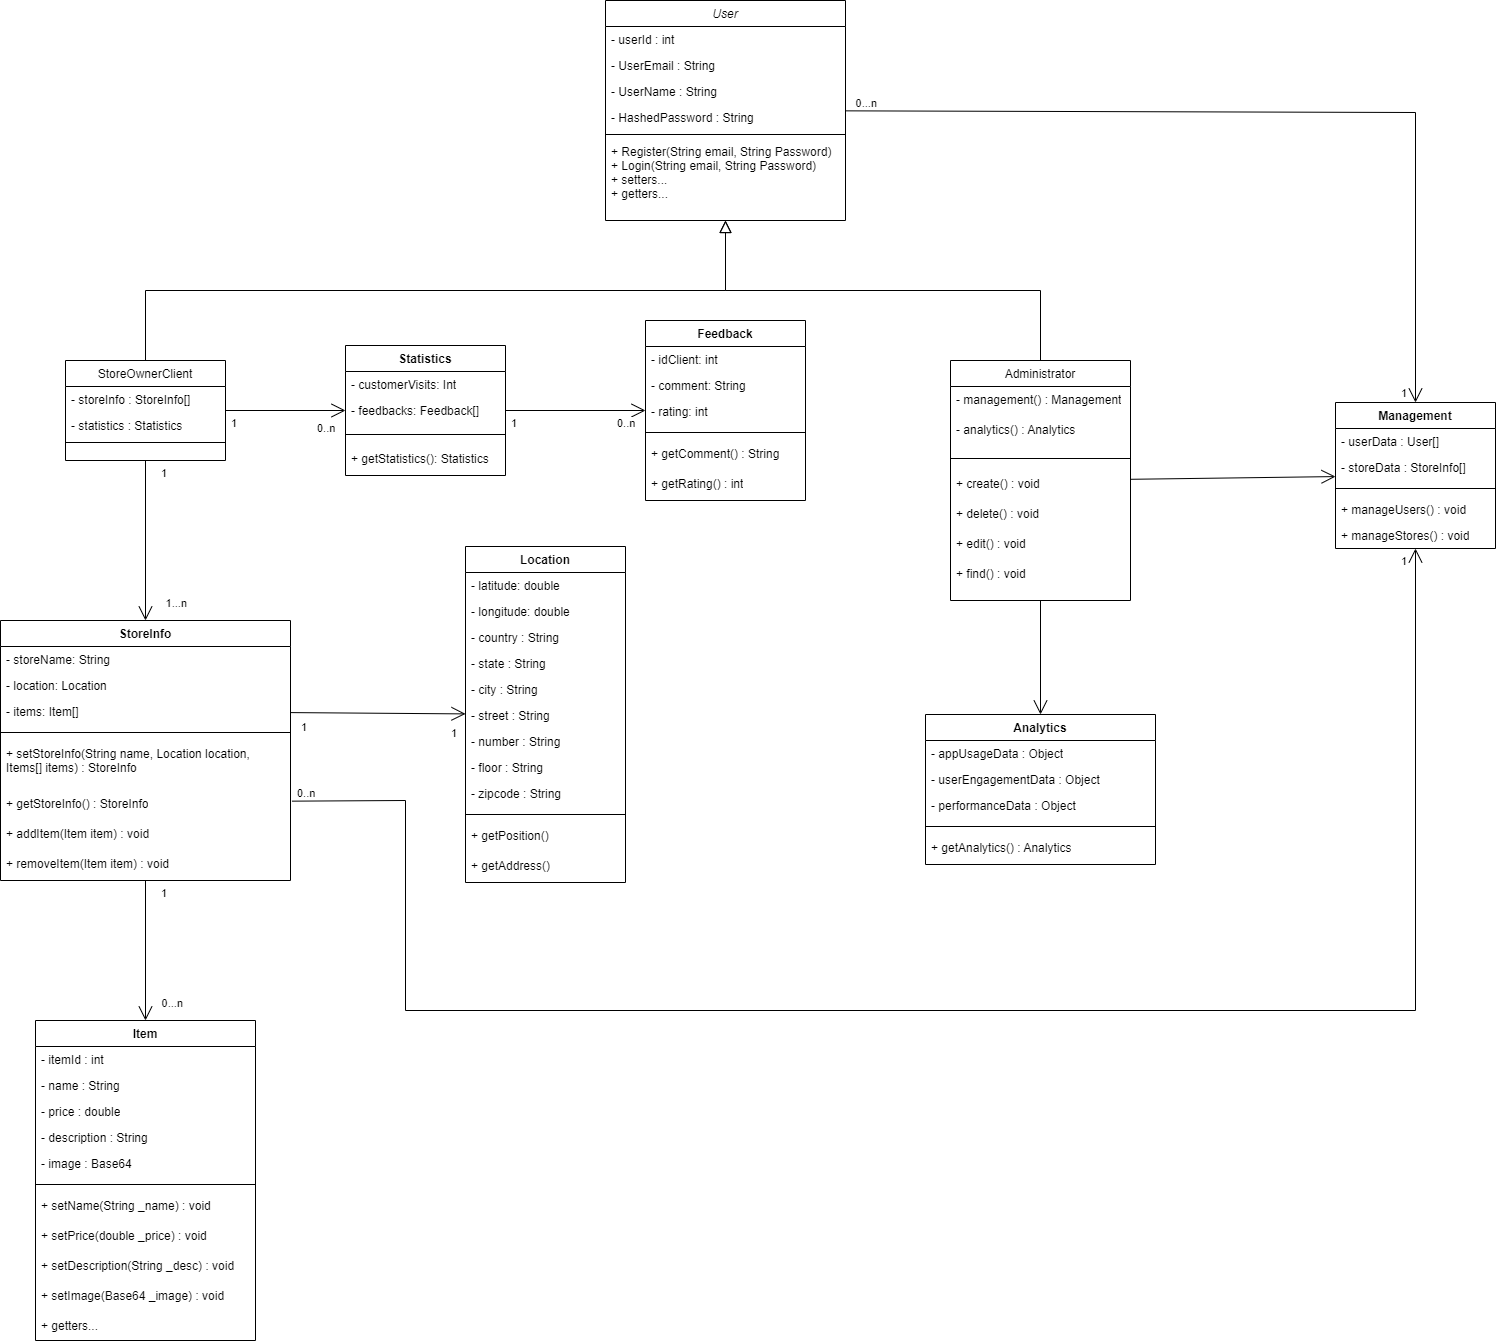 User
- userId : int
- UserEmail : String
- UserName : String
- HashedPassword : String
+ Register(String email, String Password)
+ Login(String email, String Password)
+ setters...
+ getters...
0...n
StoreOwnerClient
- storeInfo : StoreInfo[]
- statistics : Statistics
1
0..n
1
Statistics
- customerVisits: Int
- feedbacks: Feedback[]
+ getStatistics(): Statistics
1
0..n
Feedback
- idClient: int
- comment: String
- rating: int
+ getComment() : String
+ getRating() : int
Administrator
- management() : Management
- analytics() : Analytics
+ create() : void
+ delete() : void
+ edit() : void
+ find() : void
1
Management
- userData : User[]
- storeData : StoreInfo[]
+ manageUsers() : void
+ manageStores() : void
1
1...n
StoreInfo
- storeName: String
- location: Location
- items: Item[]
+ setStoreInfo(String name, Location location,
Items[] items) : StoreInfo
+ getStoreInfo() : StoreInfo
+ addItem(Item item) : void
+ removeItem(Item item) : void
1
1
0..n
Location
- latitude: double
- longitude: double
- country : String
- state : String
- city : String
- street : String
- number : String
- floor : String
- zipcode : String
+ getPosition()
+ getAddress()
Analytics
- appUsageData : Object
- userEngagementData : Object
- performanceData : Object
+ getAnalytics() : Analytics
1
0...n
Item
- itemId : int
- name : String
- price : double
- description : String
- image : Base64
+ setName(String _name) : void
+ setPrice(double _price) : void
+ setDescription(String _desc) : void
+ setImage(Base64 _image) : void
+ getters...